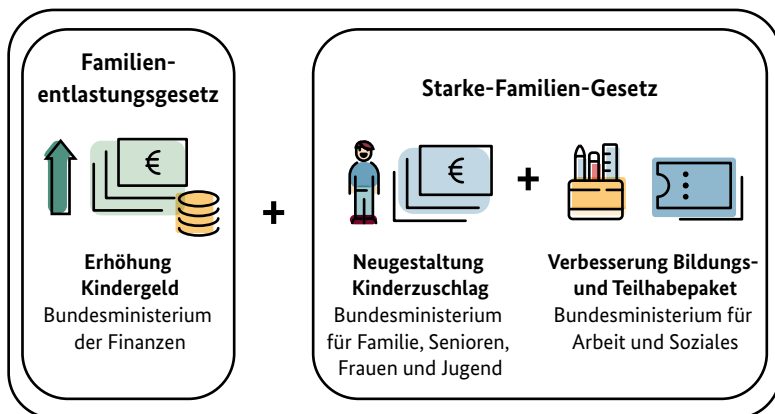 Familien-
entlastungsgesetz
€
Erhöhung
Kindergeld
Bundesministerium
der Finanzen
+
Starke-Familien-Gesetz
€
Neugestaltung
Kinderzuschlag
Bundesministerium
für Familie, Senioren,
Frauen und Jugend
+
Verbesserung Bildungs-
und Teilhabepaket
Bundesministerium für
Arbeit und Soziales